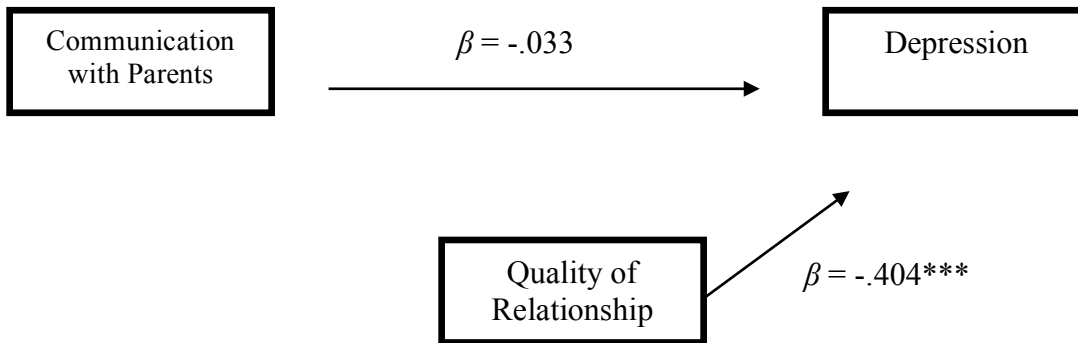 Communication
with Parents
β = -.033
Depression
Quality of
Relationship
β = -.404***